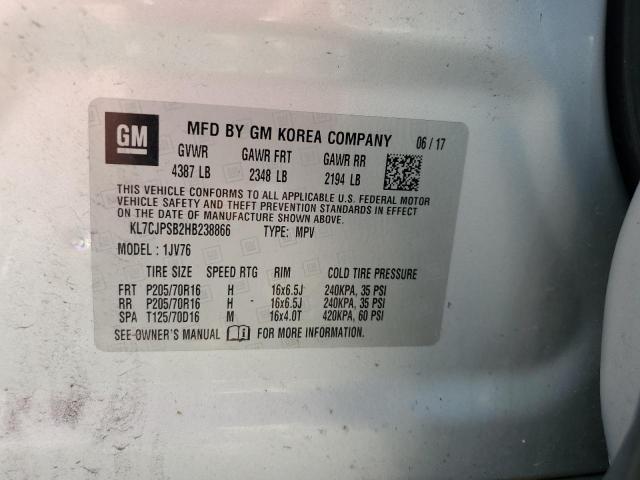 GM MFD BY GM KOREA COMPANY 06 / 17
GVWR GAWR FRT GAWR RR
4387 LB 2348 LB 2194 LB
THIS VEHICLE CONFORMS TO ALL APPLICABLE U.S. FEDERAL MOTOR
VEHICLE SAFETY AND THEFT PREVENTION STANDARDS IN EFFECT ON THE
DATE OF MANUFACTURE SHOWN ABOVE.
KL7CJPSB2HB238866 TYPE: MPV
MODEL : 1JV76
TIRE SIZE SPEED RTG RIM COLD TIRE PRESSURE
FRT P205/70R16 H 16x6.5J 240KPA, 35 PSI
RR P205/70R16 H 16x6.5J 240KPA, 35 PSI
SPA T125/70D16 M 16x4.0T 420KPA, 60 PSI
SEE OWNER'S MANUAL FOR MORE INFORMATION.